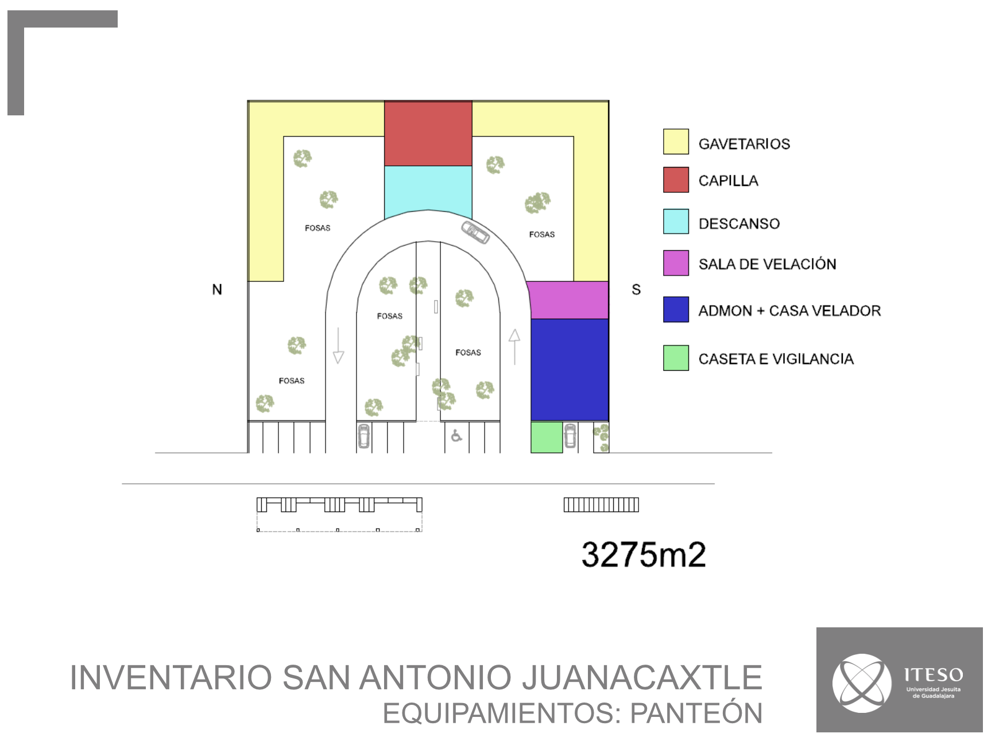 GAVETARIOS
CAPILLA
DESCANSO
FOSAS
FOSAS
SALA DE VELACIÓN
N
S
ADMON + CASA VELADOR
FOSAS
FOSAS
CASETA E VIGILANCIA
FOSAS
3275m2
INVENTARIO SAN ANTONIO JUANACAXTLE
EQUIPAMIENTOS: PANTEÓN
ITESO
Universidad Jesuita
de Guadalajara